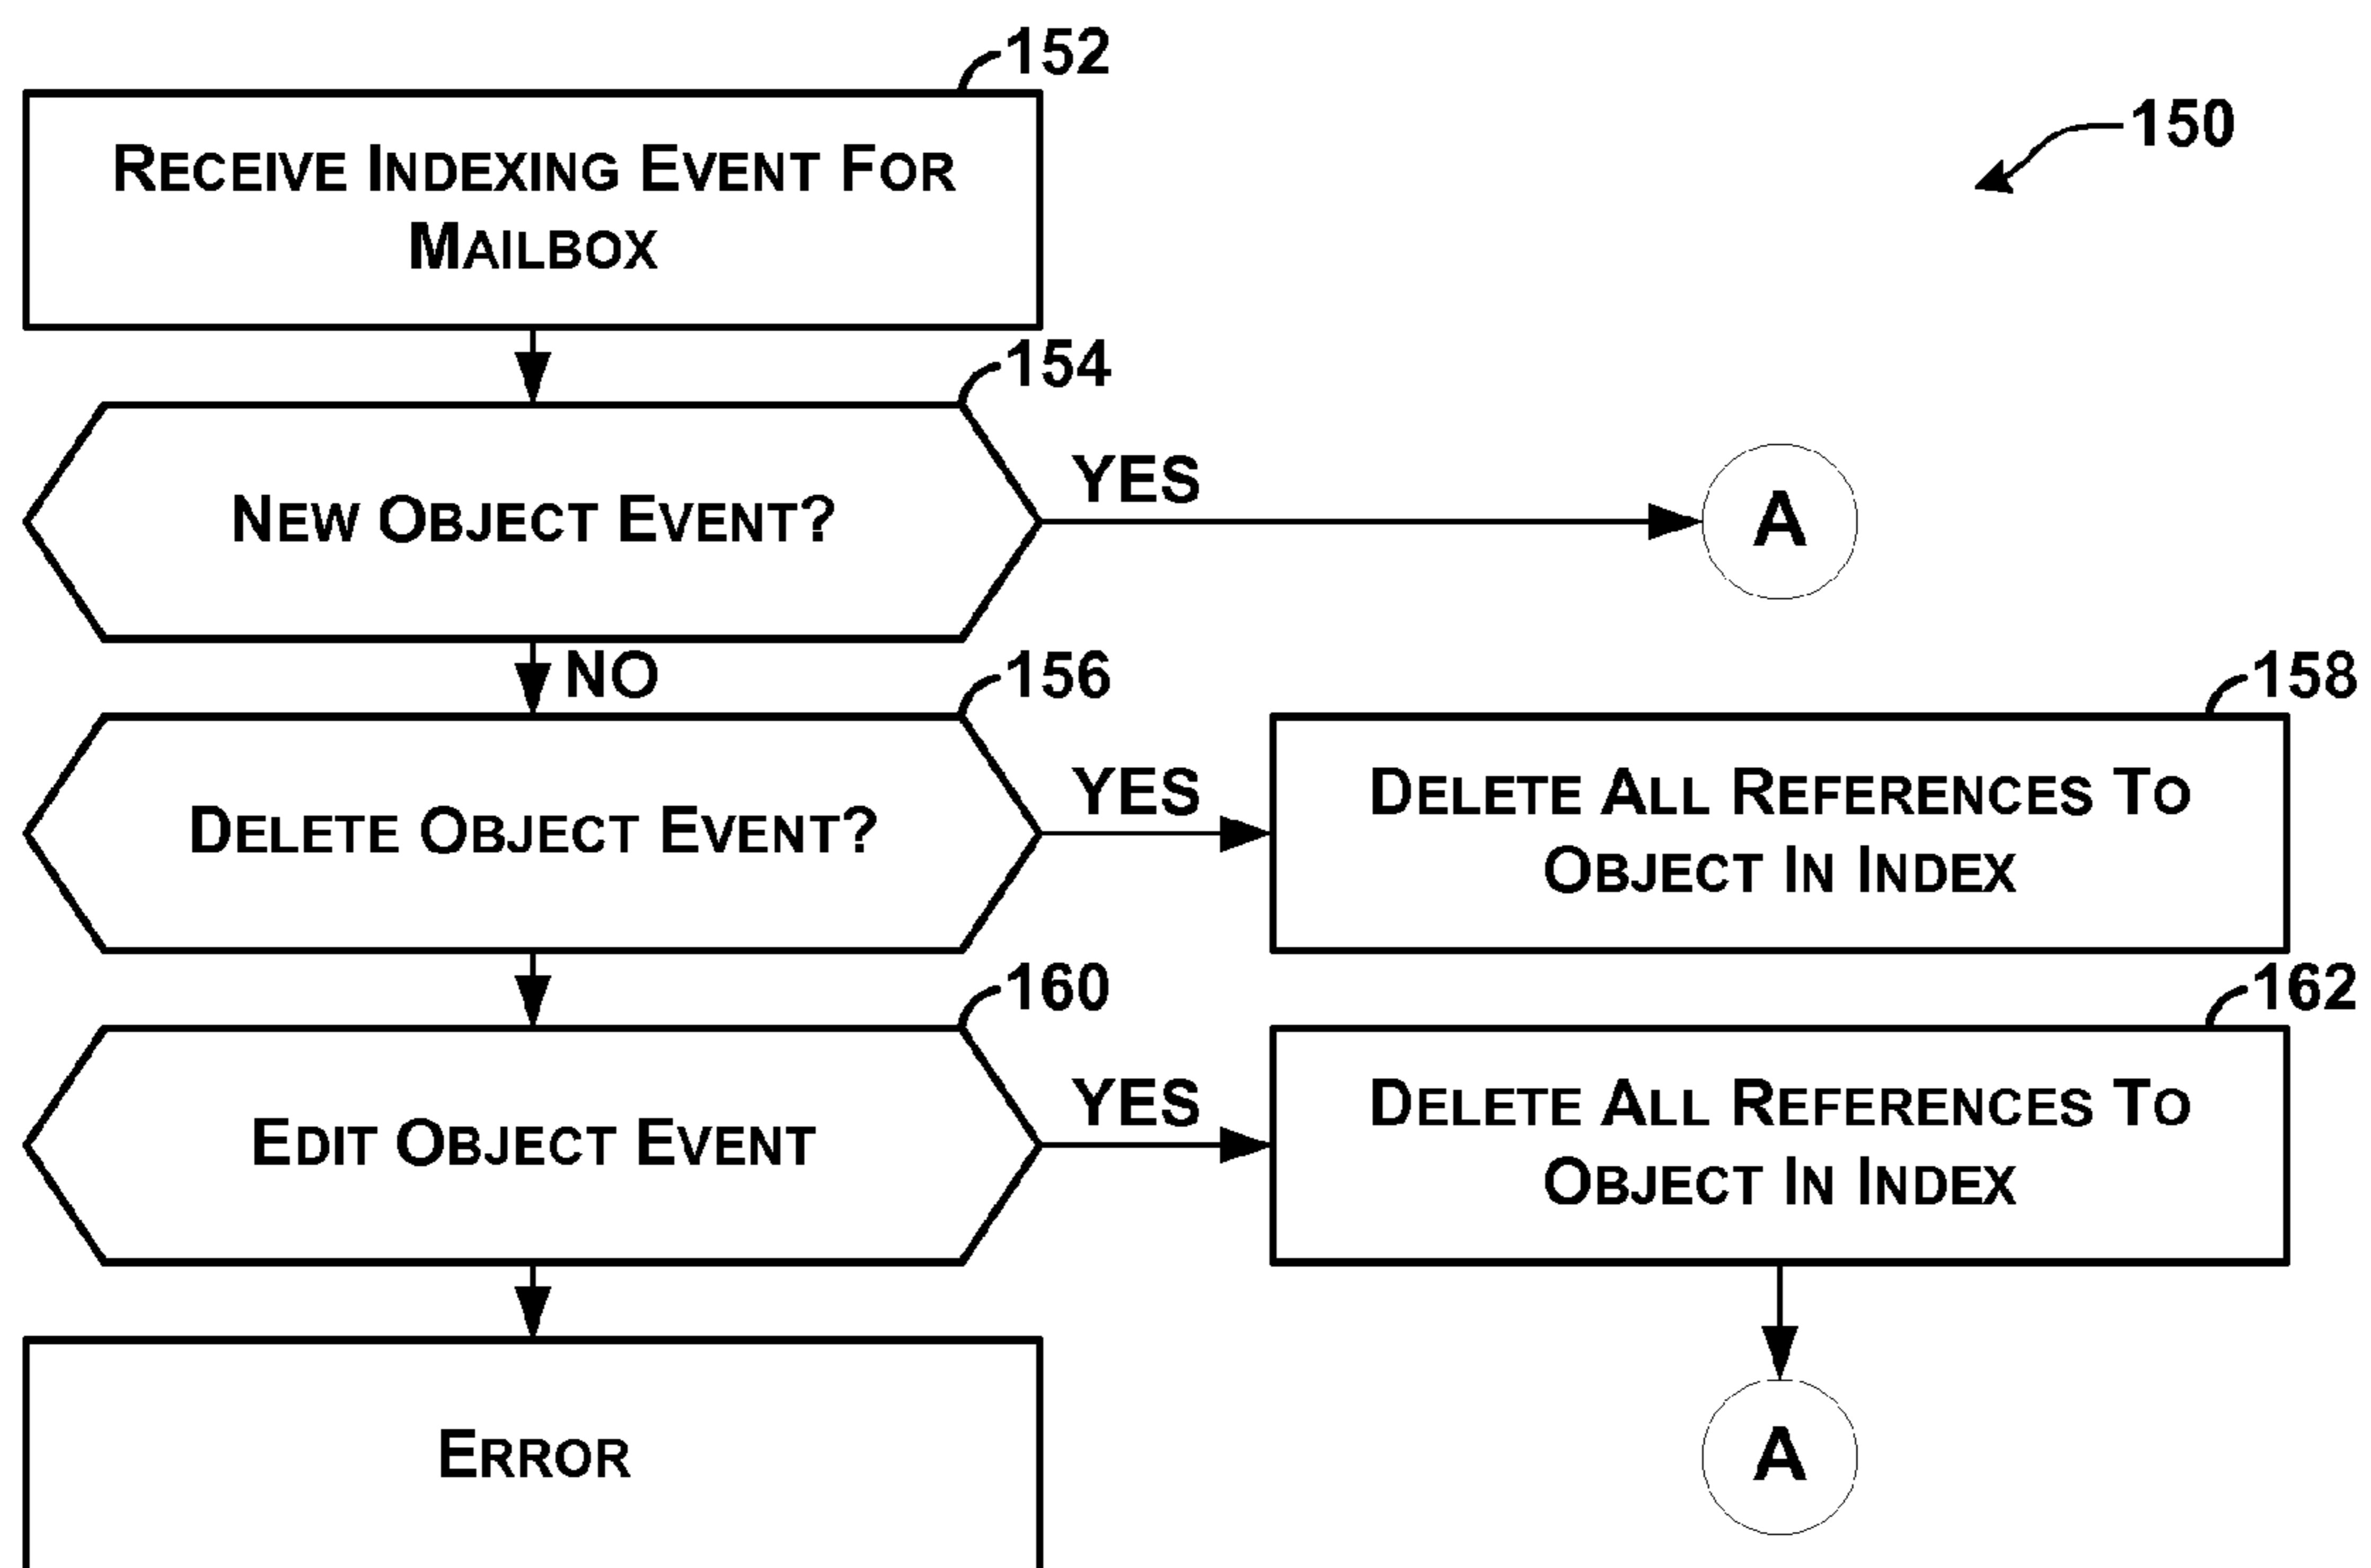 152
150
RECEIVE INDEXING EVENT FOR
MAILBOX
154
NEW OBJECT EVENT?
YES
A
NO
156
158
DELETE OBJECT EVENT?
YES
DELETE ALL REFERENCES TO
OBJECT IN INDEX
160
162
EDIT OBJECT EVENT
YES
DELETE ALL REFERENCES TO
OBJECT IN INDEX
ERROR
A